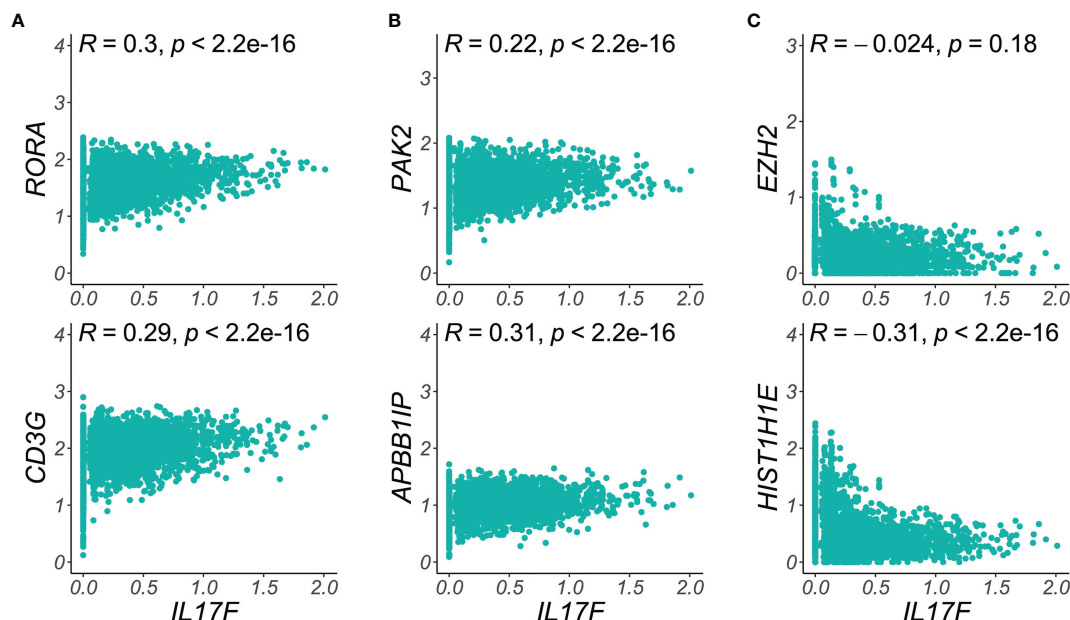 A
R = 0.3, p < 2.2e-16
RORA
4
3
2
1
0
0.0 0.5 1.0 1.5 2.0
R = 0.29, p < 2.2e-16
CD3G
4
3
2
1
0
0.0 0.5 1.0 1.5 2.0
IL17F
B
R = 0.22, p < 2.2e-16
PAK2
3
2
1
0
0.0 0.5 1.0 1.5 2.0
R = 0.31, p < 2.2e-16
APBB1IP
4
3
2
1
0
0.0 0.5 1.0 1.5 2.0
IL17F
C
R = − 0.024, p = 0.18
EZH2
3
2
1
0
0.0 0.5 1.0 1.5 2.0
R = − 0.31, p < 2.2e-16
HIST1H1E
4
3
2
1
0
0.0 0.5 1.0 1.5 2.0
IL17F